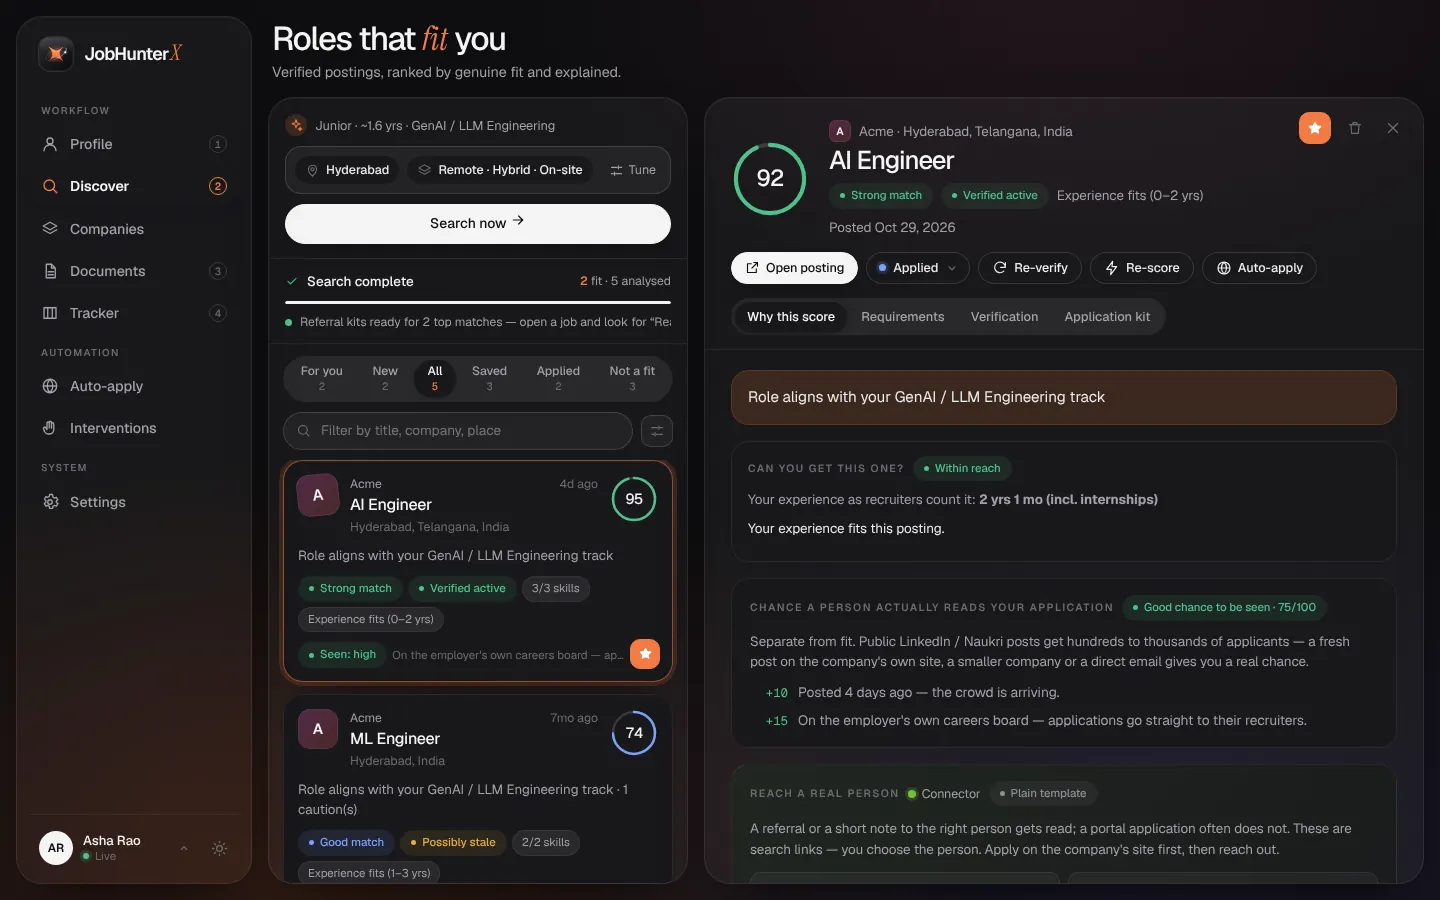 JobHunterX
WORKFLOW
Profile 1
Discover 2
Companies
Documents 3
Tracker 4
AUTOMATION
Auto-apply
Interventions
SYSTEM
Settings
AR
Asha Rao
Live
Roles that fit you
Verified postings, ranked by genuine fit and explained.
Junior · ~1.6 yrs · GenAI / LLM Engineering
Hyderabad
Remote · Hybrid · On-site
Tune
Search now →
Search complete
2 fit · 5 analysed
Referral kits ready for 2 top matches — open a job and look for “Rea
For you New All Saved Applied Not a fit
2 2 5 3 2 3
Filter by title, company, place
A
Acme
4d ago
95
AI Engineer
Hyderabad, Telangana, India
Role aligns with your GenAI / LLM Engineering track
Strong match
Verified active
3/3 skills
Experience fits (0–2 yrs)
Seen: high
On the employer's own careers board — ap…
A
Acme
7mo ago
74
ML Engineer
Hyderabad, India
Role aligns with your GenAI / LLM Engineering track · 1
caution(s)
Good match
Possibly stale
2/2 skills
Experience fits (1–3 yrs)
92
A
Acme · Hyderabad, Telangana, India
AI Engineer
Strong match
Verified active
Experience fits (0–2 yrs)
Posted Oct 29, 2026
Open posting
Applied
Re-verify
Re-score
Auto-apply
Why this score
Requirements
Verification
Application kit
Role aligns with your GenAI / LLM Engineering track
CAN YOU GET THIS ONE?
Within reach
Your experience as recruiters count it: 2 yrs 1 mo (incl. internships)
Your experience fits this posting.
CHANCE A PERSON ACTUALLY READS YOUR APPLICATION
Good chance to be seen · 75/100
Separate from fit. Public LinkedIn / Naukri posts get hundreds to thousands of applicants — a fresh
post on the company's own site, a smaller company or a direct email gives you a real chance.
+10 Posted 4 days ago — the crowd is arriving.
+15 On the employer's own careers board — applications go straight to their recruiters.
REACH A REAL PERSON
Connector
Plain template
A referral or a short note to the right person gets read; a portal application often does not. These are
search links — you choose the person. Apply on the company's site first, then reach out.